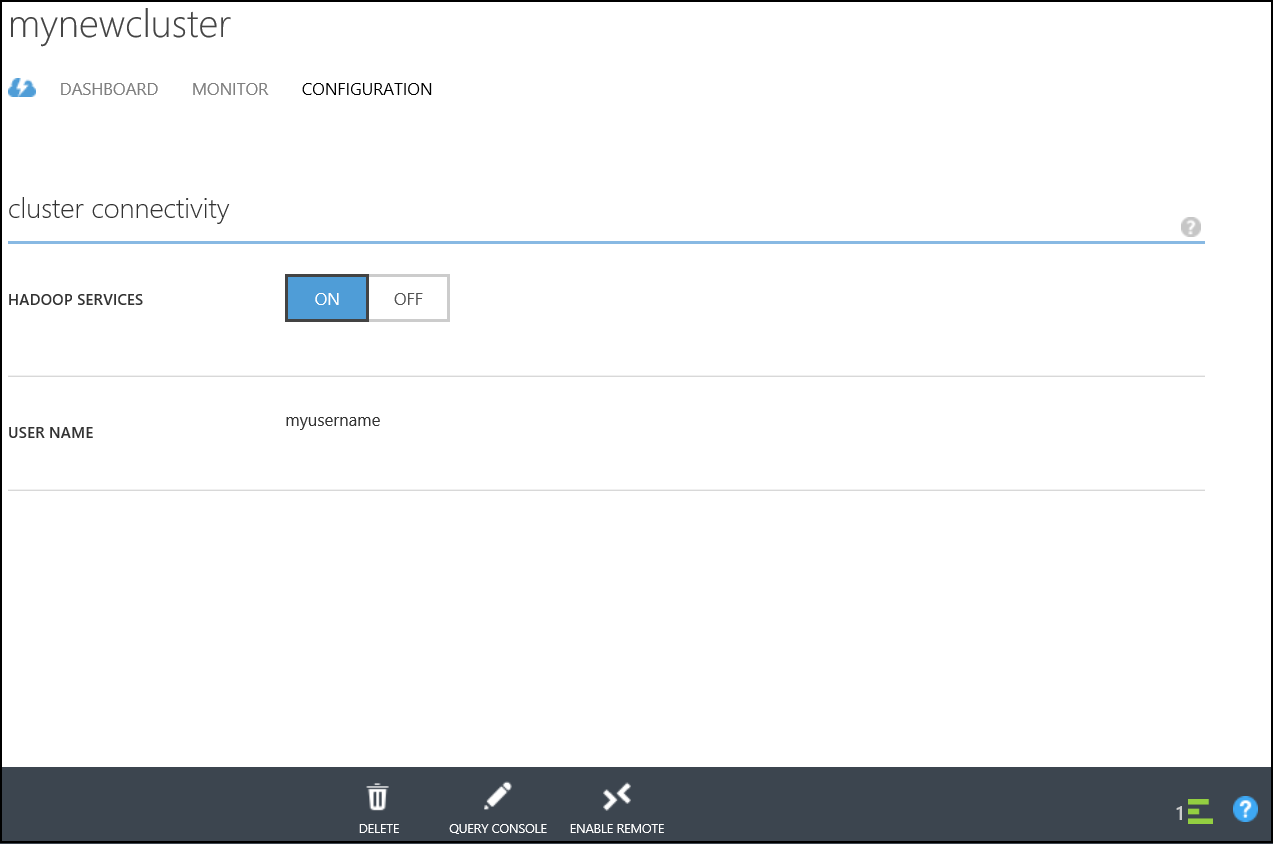 mynewcluster
DASHBOARD MONITOR CONFIGURATION
cluster connectivity
?
HADOOP SERVICES ON OFF
USER NAME myusername
DELETE QUERY CONSOLE ENABLE REMOTE 1 ?